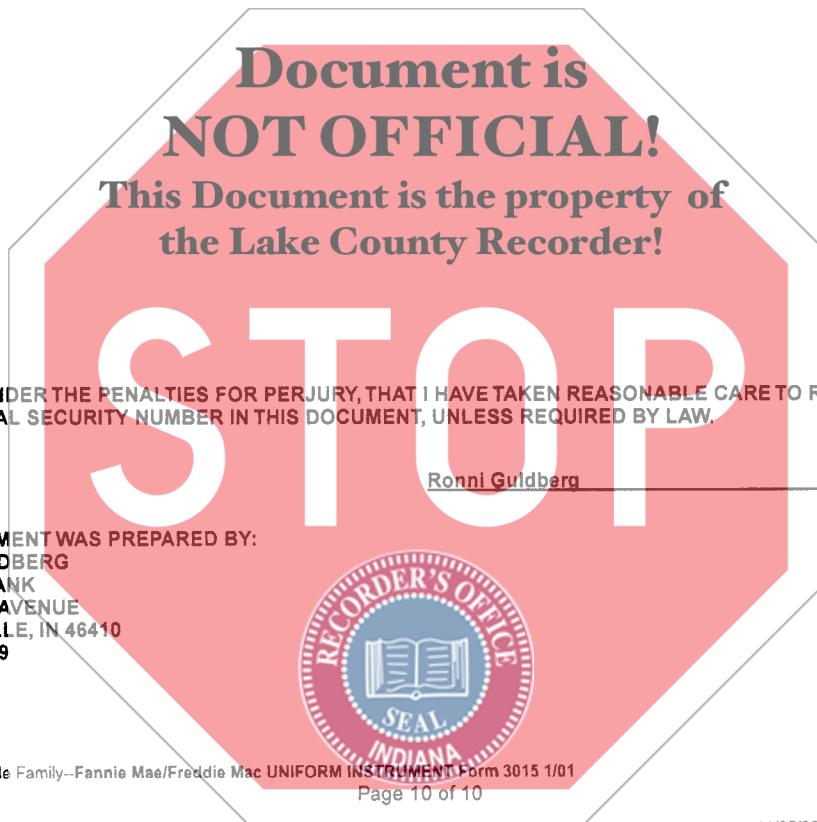 Document is
NOT OFFICIAL!
This Document is the property of
the Lake County Recorder!
STOP
DER THE PENALTIES FOR PERJURY, THAT I HAVE TAKEN REASONABLE CARE TO R
AL SECURITY NUMBER IN THIS DOCUMENT, UNLESS REQUIRED BY LAW.
Ronni Guldberg
MENT WAS PREPARED BY:
DBERG
ANK
AVENUE
LE, IN 46410
9
RECORDER'S OFFICE
SEAL
INDIANA
le Family--Fannie Mae/Freddie Mac UNIFORM INSTRUMENT Form 3015 1/01
Page 10 of 10